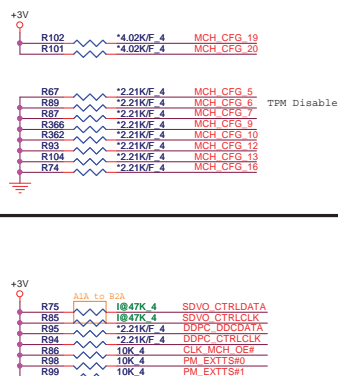 +3V
R102 *4.02K/F_4 MCH_CFG_19
R101 *4.02K/F_4 MCH_CFG_20
R67 *2.21K/F_4 MCH_CFG_5
R89 *2.21K/F_4 MCH_CFG_6 TPM Disable
R87 *2.21K/F_4 MCH_CFG_7
R366 *2.21K/F_4 MCH_CFG_9
R362 *2.21K/F_4 MCH_CFG_10
R93 *2.21K/F_4 MCH_CFG_12
R104 *2.21K/F_4 MCH_CFG_13
R74 *2.21K/F_4 MCH_CFG_16
+3V
A1A to B2A
R75 I@47K_4 SDVO_CTRLDATA
R85 I@47K_4 SDVO_CTRLCLK
R95 *2.21K/F_4 DDPC_DDCDATA
R94 *2.21K/F_4 DDPC_CTRLCLK
R86 10K_4 CLK_MCH_OE#
R98 10K_4 PM_EXTTS#0
R99 10K_4 PM_EXTTS#1